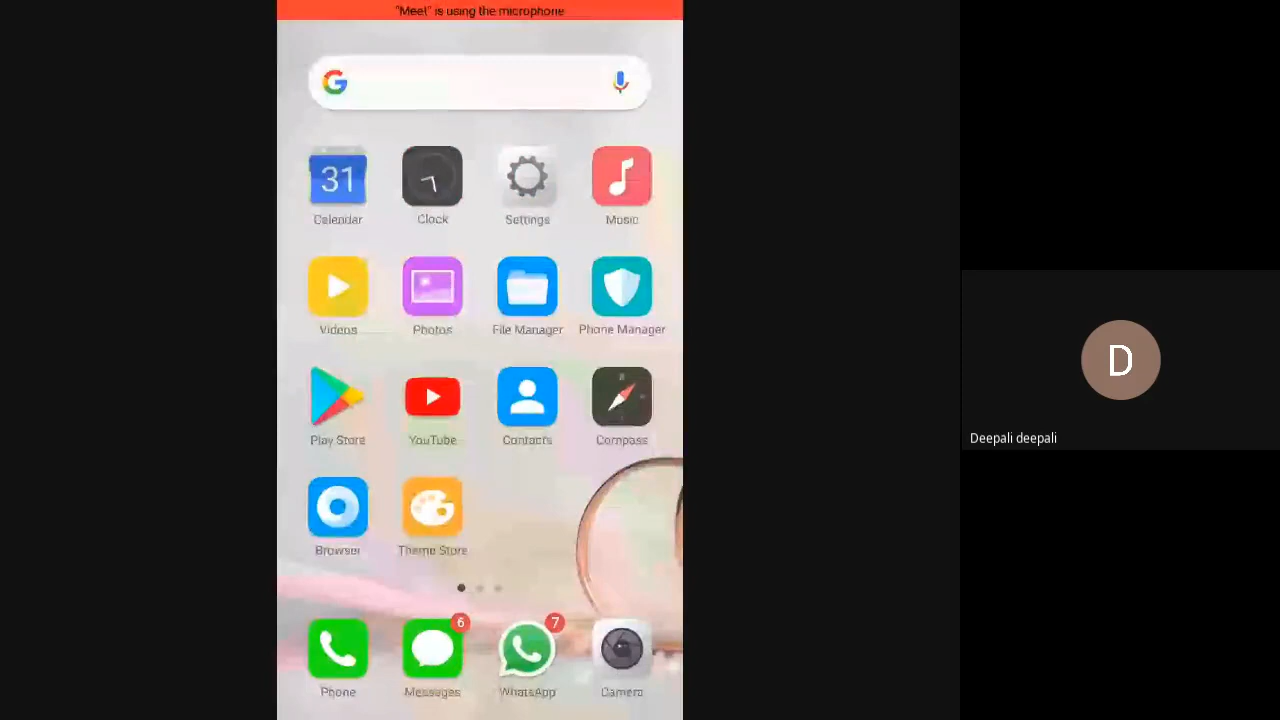 "Meet" is using the microphone
31
Calendar
Clock
Settings
Music
Videos
Photos
File Manager
Phone Manager
Play Store
YouTube
Contacts
Compass
Browser
Theme Store
6
7
Phone
Messages
WhatsApp
Camera
D
Deepali deepali